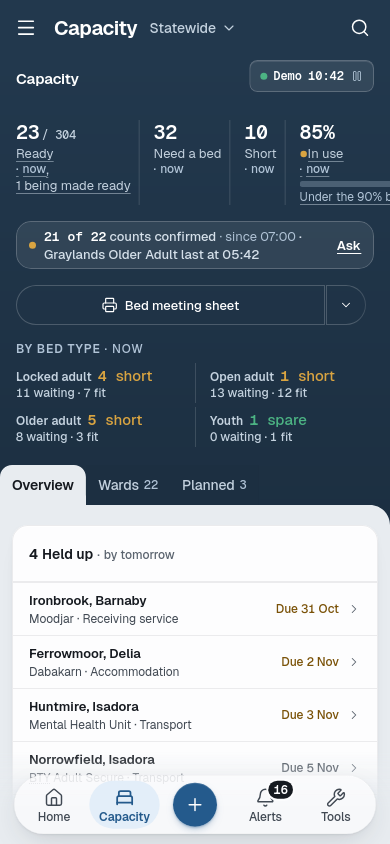 Capacity Statewide
Capacity
Demo 10:42
23 / 304
Ready
· now,
1 being made ready
32
Need a bed
· now
10
Short
· now
85%
In use
· now
Under the 90% b
21 of 22 counts confirmed · since 07:00 ·
Graylands Older Adult last at 05:42
Ask
Bed meeting sheet
BY BED TYPE · NOW
Locked adult 4 short
11 waiting · 7 fit
Open adult 1 short
13 waiting · 12 fit
Older adult 5 short
8 waiting · 3 fit
Youth 1 spare
0 waiting · 1 fit
Overview
Wards 22
Planned 3
4 Held up · by tomorrow
Ironbrook, Barnaby
Moodjar · Receiving service
Due 31 Oct
Ferrowmoor, Delia
Dabakarn · Accommodation
Due 2 Nov
Huntmire, Isadora
Mental Health Unit · Transport
Due 3 Nov
Norrowfield, Isadora
BTY Adult Secure · Transport
Due 5 Nov
Home
Capacity
16
Alerts
Tools